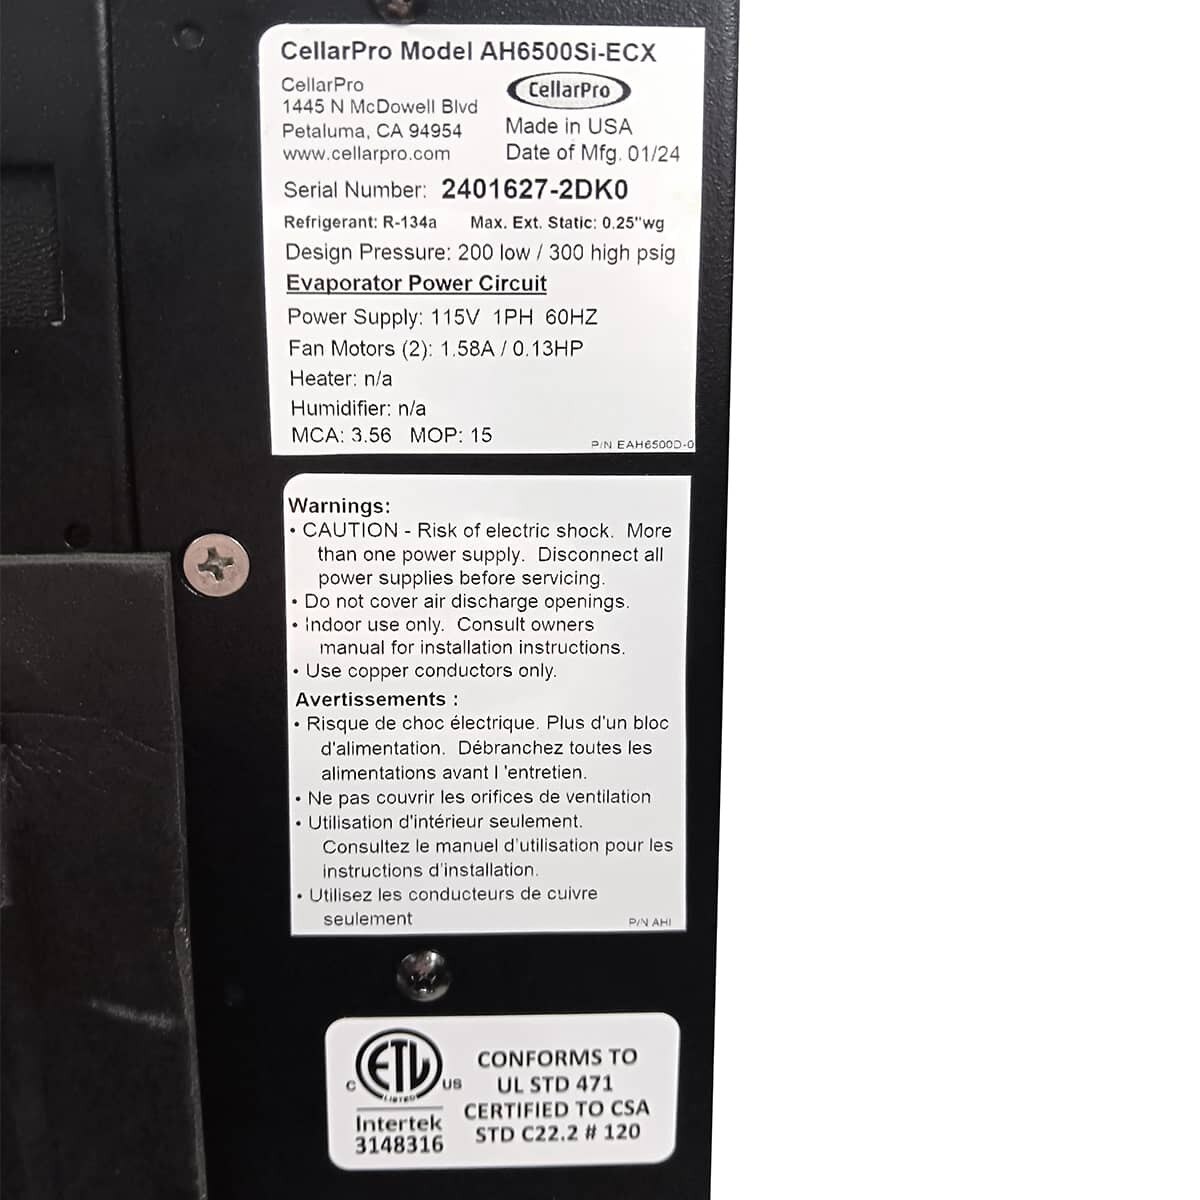 CellarPro Model AH6500Si-ECX
CellarPro
1445 N McDowell Blvd
Petaluma, CA 94954
www.cellarpro.com
CellarPro
Made in USA
Date of Mfg. 01/24
Serial Number: 2401627-2DK0
Refrigerant: R-134a Max. Ext. Static: 0.25"wg
Design Pressure: 200 low / 300 high psig
Evaporator Power Circuit
Power Supply: 115V 1PH 60HZ
Fan Motors (2): 1.58A / 0.13HP
Heater: n/a
Humidifier: n/a
MCA: 3.56 MOP: 15
P/N EAH6500D-0
Warnings:
• CAUTION - Risk of electric shock. More
than one power supply. Disconnect all
power supplies before servicing.
• Do not cover air discharge openings.
• Indoor use only. Consult owners
manual for installation instructions.
• Use copper conductors only.
Avertissements :
• Risque de choc électrique. Plus d'un bloc
d'alimentation. Débranchez toutes les
alimentations avant l 'entretien.
• Ne pas couvrir les orifices de ventilation
• Utilisation d'intérieur seulement.
Consultez le manuel d'utilisation pour les
instructions d'installation.
• Utilisez les conducteurs de cuivre
seulement
P/N AHI
C ETL US
LISTED
Intertek
3148316
CONFORMS TO
UL STD 471
CERTIFIED TO CSA
STD C22.2 # 120